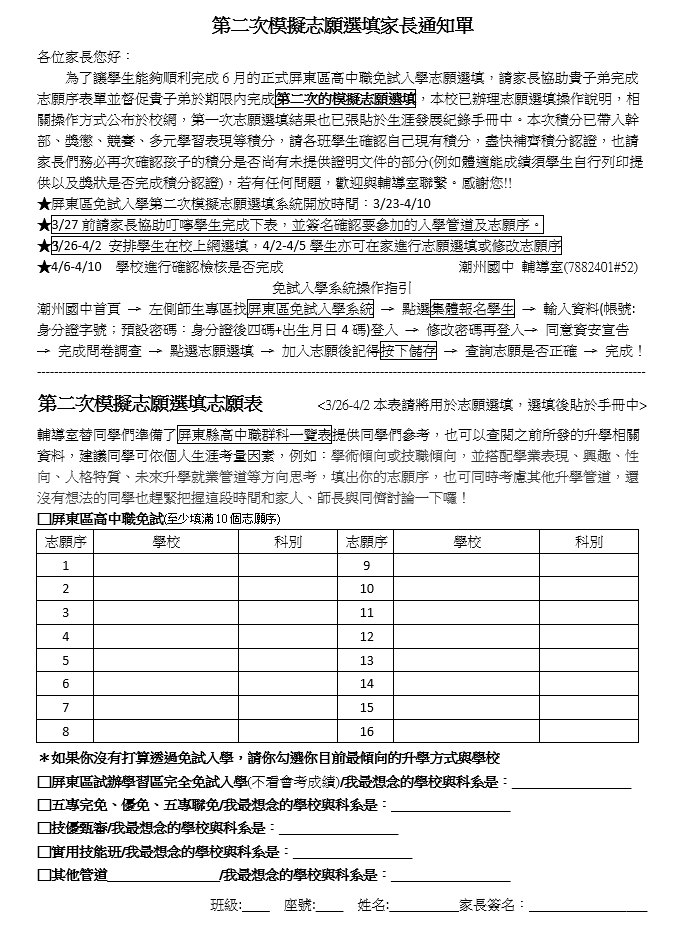 第二次模擬志願選填家長通知單
各位家長您好：
為了讓學生能夠順利完成 6 月的正式屏東區高中職免試入學志願選填，請家長協助貴子弟完成
志願序表單並督促貴子弟於期限內完成第二次的模擬志願選填，本校已辦理志願選填操作說明，相
關操作方式公布於校網，第一次志願選填結果也已張貼於生涯發展紀錄手冊中。本次積分已帶入幹
部、獎懲、競賽、多元學習表現等積分，請各班學生確認自己現有積分，盡快補齊積分認證，也請
家長們務必再次確認孩子的積分是否尚有未提供證明文件的部分(例如體適能成績須學生自行列印提
供以及獎狀是否完成積分認證)，若有任何問題，歡迎與輔導室聯繫。感謝您!!
★屏東區免試入學第二次模擬志願選填系統開放時間：3/23-4/10
★3/27 前請家長協助叮嚀學生完成下表，並簽名確認要參加的入學管道及志願序。
★3/26-4/2 安排學生在校上網選填，4/2-4/5 學生亦可在家進行志願選填或修改志願序
★4/6-4/10 學校進行確認檢核是否完成 潮州國中 輔導室(7882401#52)
免試入學系統操作指引
潮州國中首頁 → 左側師生專區找屏東區免試入學系統 → 點選集體報名學生 → 輸入資料(帳號:
身分證字號；預設密碼：身分證後四碼+出生月日 4 碼)登入 → 修改密碼再登入→ 同意資安宣告
→ 完成問卷調查 → 點選志願選填 → 加入志願後記得按下儲存 → 查詢志願是否正確 → 完成！
第二次模擬志願選填志願表 <3/26-4/2 本表請將用於志願選填，選填後貼於手冊中>
輔導室替同學們準備了屏東縣高中職群科一覽表提供同學們參考，也可以查閱之前所發的升學相關
資料，建議同學可依個人生涯考量因素，例如：學術傾向或技職傾向，並搭配學業表現、興趣、性
向、人格特質、未來升學就業管道等方向思考，填出你的志願序，也可同時考慮其他升學管道，還
沒有想法的同學也趕緊把握這段時間和家人、師長與同儕討論一下囉！
□屏東區高中職免試(至少填滿 10 個志願序)
志願序 學校 科別 志願序 學校 科別
1 9
2 10
3 11
4 12
5 13
6 14
7 15
8 16
＊如果你沒有打算透過免試入學，請你勾選你目前最傾向的升學方式與學校
□屏東區試辦學習區完全免試入學(不看會考成績)/我最想念的學校與科系是：__________________
□五專完免、優免、五專聯免/我最想念的學校與科系是：__________________
□技優甄審/我最想念的學校與科系是：__________________
□實用技能班/我最想念的學校與科系是：__________________
□其他管道_________________/我最想念的學校與科系是：__________________
班級:____ 座號:____ 姓名:__________家長簽名：_________________